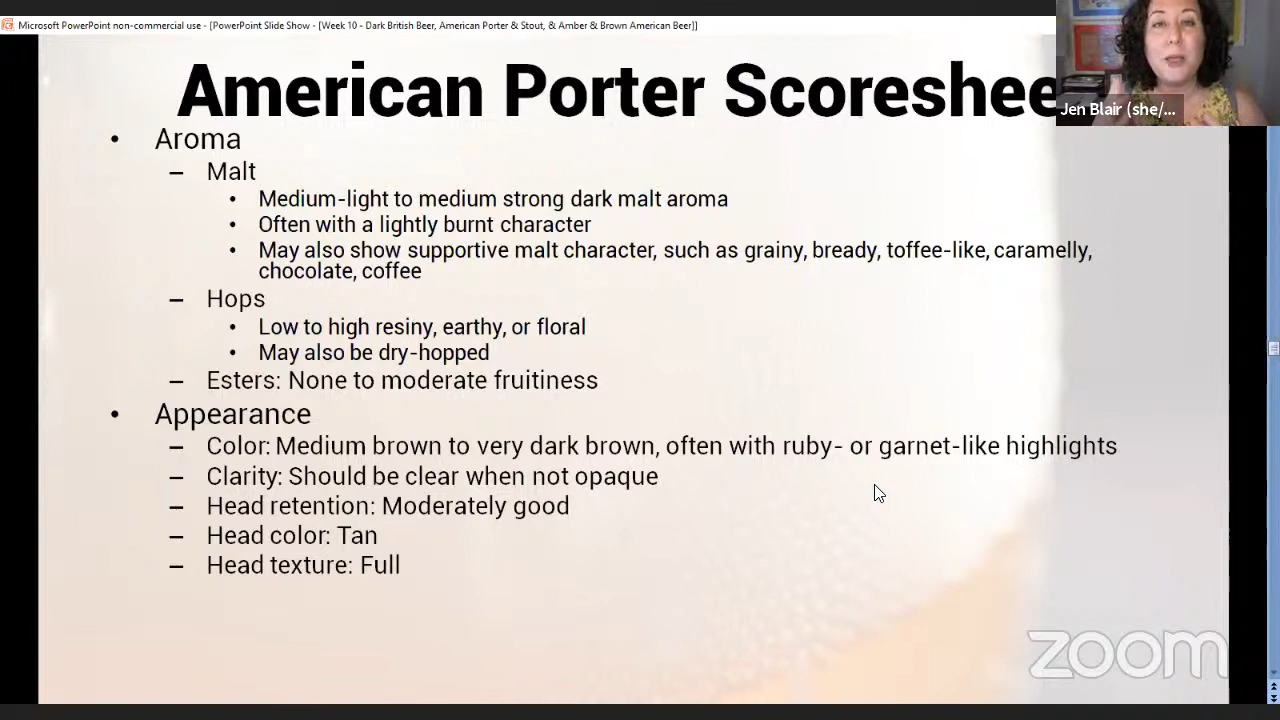 Microsoft PowerPoint non-commercial use - [PowerPoint Slide Show - [Week 10 - Dark British Beer, American Porter & Stout, & Amber & Brown American Beer]]
American Porter Scoreshee
Jen Blair (she/...
• Aroma
– Malt
• Medium-light to medium strong dark malt aroma
• Often with a lightly burnt character
• May also show supportive malt character, such as grainy, bready, toffee-like, caramelly,
chocolate, coffee
– Hops
• Low to high resiny, earthy, or floral
• May also be dry-hopped
– Esters: None to moderate fruitiness
• Appearance
– Color: Medium brown to very dark brown, often with ruby- or garnet-like highlights
– Clarity: Should be clear when not opaque
– Head retention: Moderately good
– Head color: Tan
– Head texture: Full
zoom